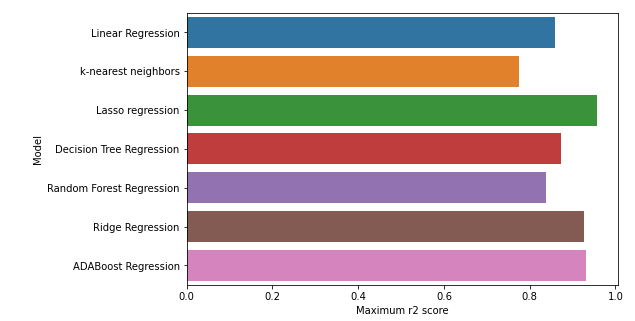 Model
Linear Regression
k-nearest neighbors
Lasso regression
Decision Tree Regression
Random Forest Regression
Ridge Regression
ADABoost Regression
0.0 0.2 0.4 0.6 0.8 1.0
Maximum r2 score